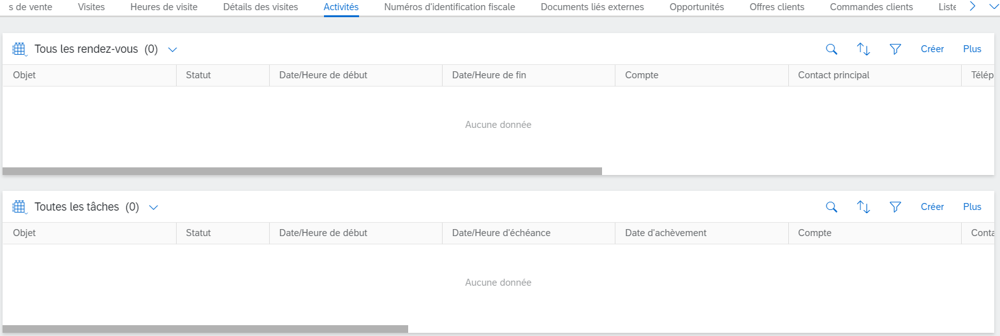 s de vente Visites Heures de visite Détails des visites Activités Numéros d'identification fiscale Documents liés externes Opportunités Offres clients Commandes clients Liste
Tous les rendez-vous (0) Créer Plus
Objet Statut Date/Heure de début Date/Heure de fin Compte Contact principal Télép
Aucune donnée
Toutes les tâches (0) Créer Plus
Objet Statut Date/Heure de début Date/Heure d'échéance Date d'achèvement Compte Conta
Aucune donnée